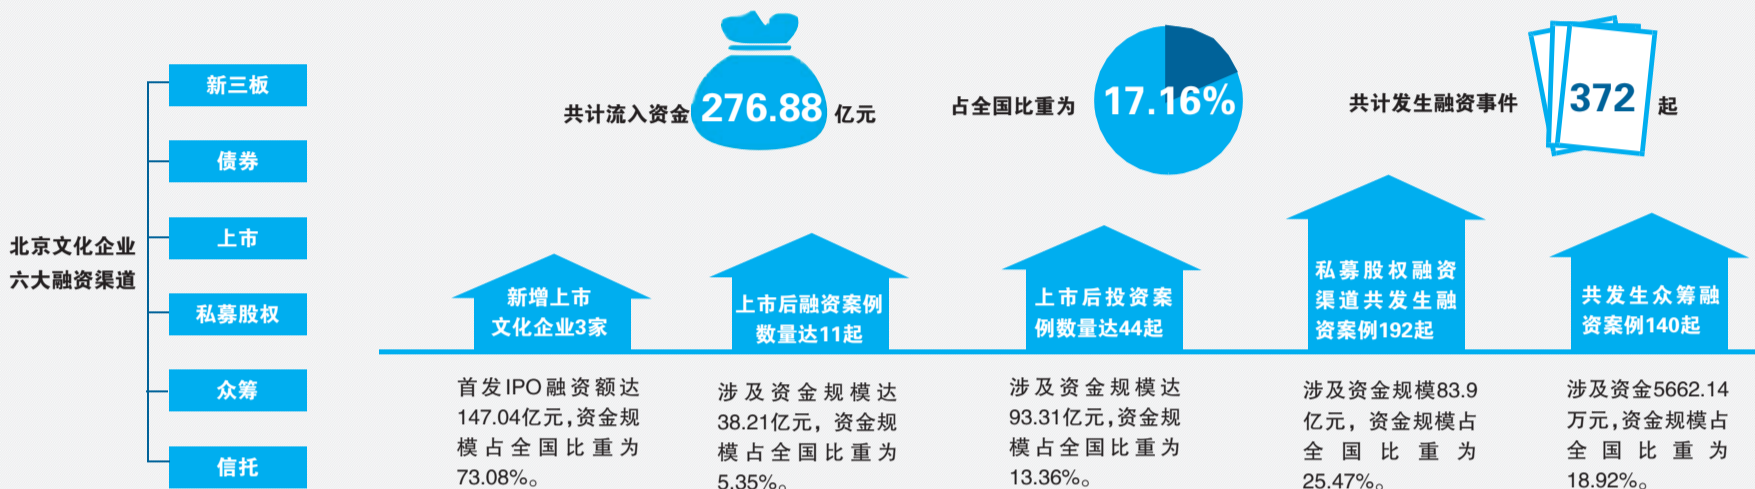 北京文化企业
六大融资渠道
新三板
债券
上市
私募股权
众筹
信托
共计流入资金276.88亿元
占全国比重为17.16%
共计发生融资事件372起
新增上市
文化企业3家
首发IPO融资额达
147.04亿元,资金规
模占全国比重为
73.08%。
上市后融资案例
数量达11起
涉及资金规模达
38.21亿元，资金规
模占全国比重为
5.35%。
上市后投资案
例数量达44起
涉及资金规模达
93.31亿元,资金规
模占全国比重为
13.36%。
私募股权融资
渠道共发生融
资案例192起
涉及资金规模83.9
亿元，资金规模占
全国比重为
25.47%。
共发生众筹融
资案例140起
涉及资金5662.14
万元,资金规模占
全国比重为
18.92%。